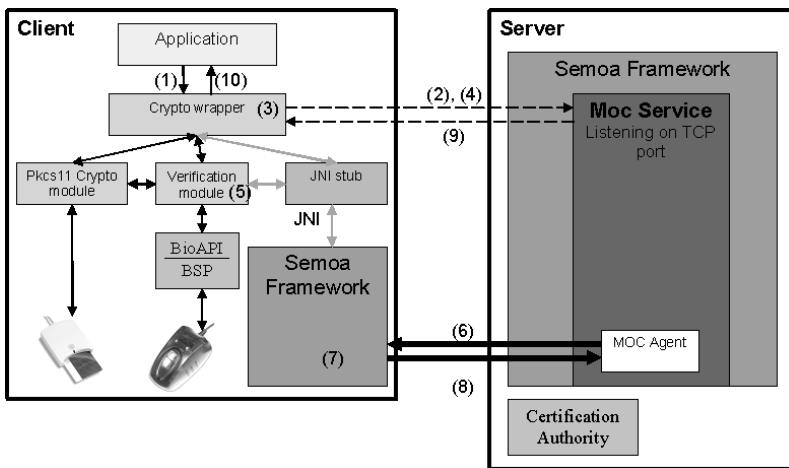 Client
Application
(1)
(10)
Crypto wrapper
(3)
Pkcs11 Crypto
module
Verification
module
(5)
JNI stub
JNI
BioAPI
BSP
Semoa
Framework
(7)
(2), (4)
(9)
(6)
(8)
Server
Semoa Framework
Moc Service
Listening on TCP
port
MOC Agent
Certification
Authority